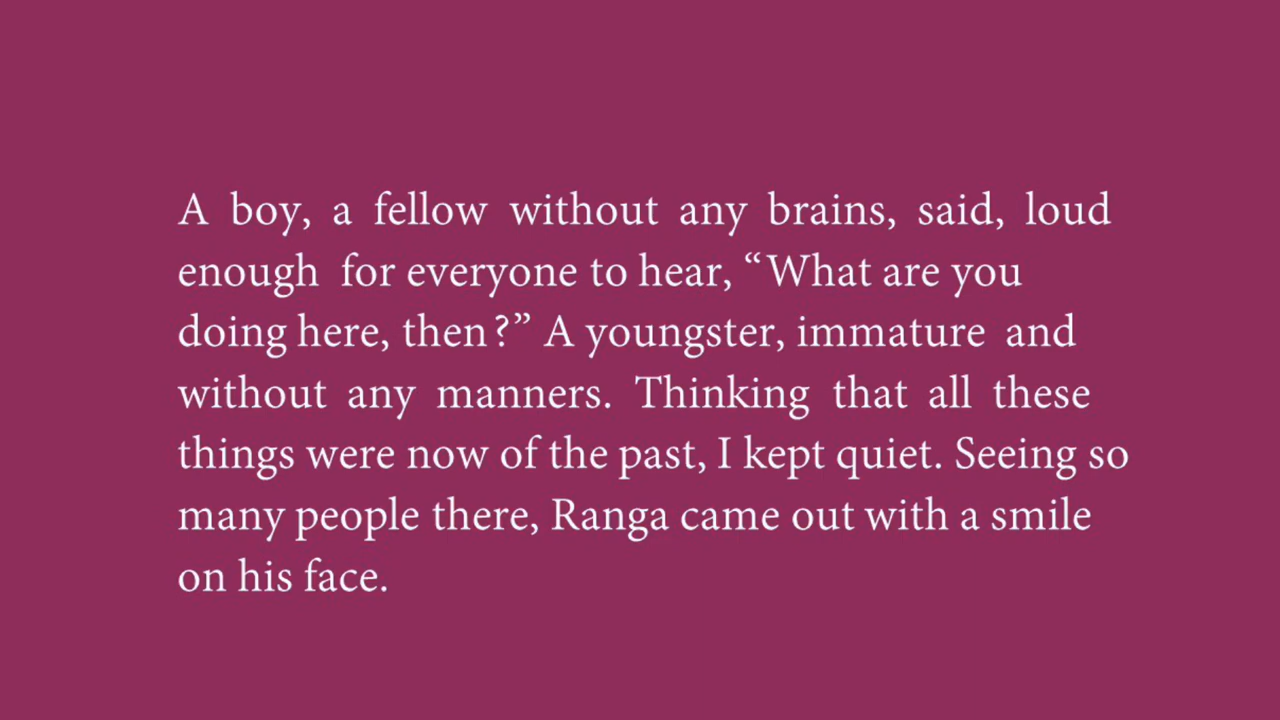 A boy, a fellow without any brains, said, loud
enough for everyone to hear, “What are you
doing here, then?” A youngster, immature and
without any manners. Thinking that all these
things were now of the past, I kept quiet. Seeing so
many people there, Ranga came out with a smile
on his face.